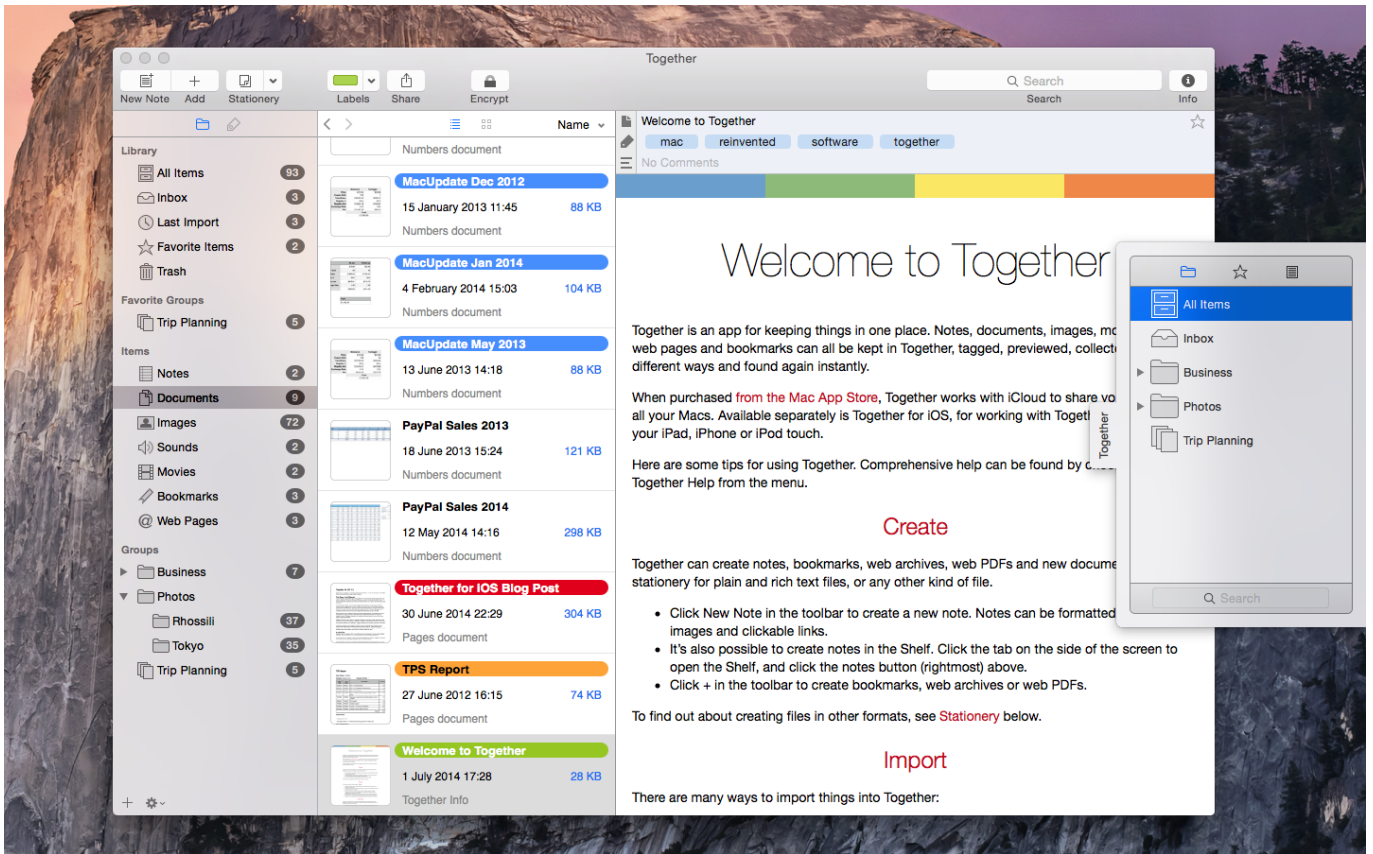 Together
New Note Add Stationery Labels Share Encrypt
Search
Search
Info
Library
All Items 93
Inbox 3
Last Import 3
Favorite Items 2
Trash
Favorite Groups
Trip Planning 5
Items
Notes 2
Documents 9
Images 72
Sounds 2
Movies 2
Bookmarks 3
Web Pages 3
Groups
Business 7
Photos
Rhossili 37
Tokyo 35
Trip Planning 5
Name
Numbers document
MacUpdate Dec 2012
15 January 2013 11:45 88 KB
Numbers document
MacUpdate Jan 2014
4 February 2014 15:03 104 KB
Numbers document
MacUpdate May 2013
13 June 2013 14:18 88 KB
Numbers document
PayPal Sales 2013
18 June 2013 15:24 121 KB
Numbers document
PayPal Sales 2014
12 May 2014 14:16 298 KB
Numbers document
Together for iOS Blog Post
30 June 2014 22:29 304 KB
Pages document
TPS Report
27 June 2012 16:15 74 KB
Pages document
Welcome to Together
1 July 2014 17:28 28 KB
Together Info
Welcome to Together
mac reinvented software together
No Comments
Welcome to Together
Together is an app for keeping things in one place. Notes, documents, images,
web pages and bookmarks can all be kept in Together, tagged, previewed,
different ways and found again instantly.
When purchased from the Mac App Store, Together works with iCloud to share
all your Macs. Available separately is Together for iOS, for working with
your iPad, iPhone or iPod touch.
Here are some tips for using Together. Comprehensive help can be found by
Together Help from the menu.
Create
Together can create notes, bookmarks, web archives, web PDFs and new
stationery for plain and rich text files, or any other kind of file.
• Click New Note in the toolbar to create a new note. Notes can be formatted
images and clickable links.
• It's also possible to create notes in the Shelf. Click the tab on the side of the screen to
open the Shelf, and click the notes button (rightmost) above.
• Click + in the toolbar to create bookmarks, web archives or web PDFs.
To find out about creating files in other formats, see Stationery below.
Import
There are many ways to import things into Together:
Together
All Items
Inbox
Business
Photos
Trip Planning
Search